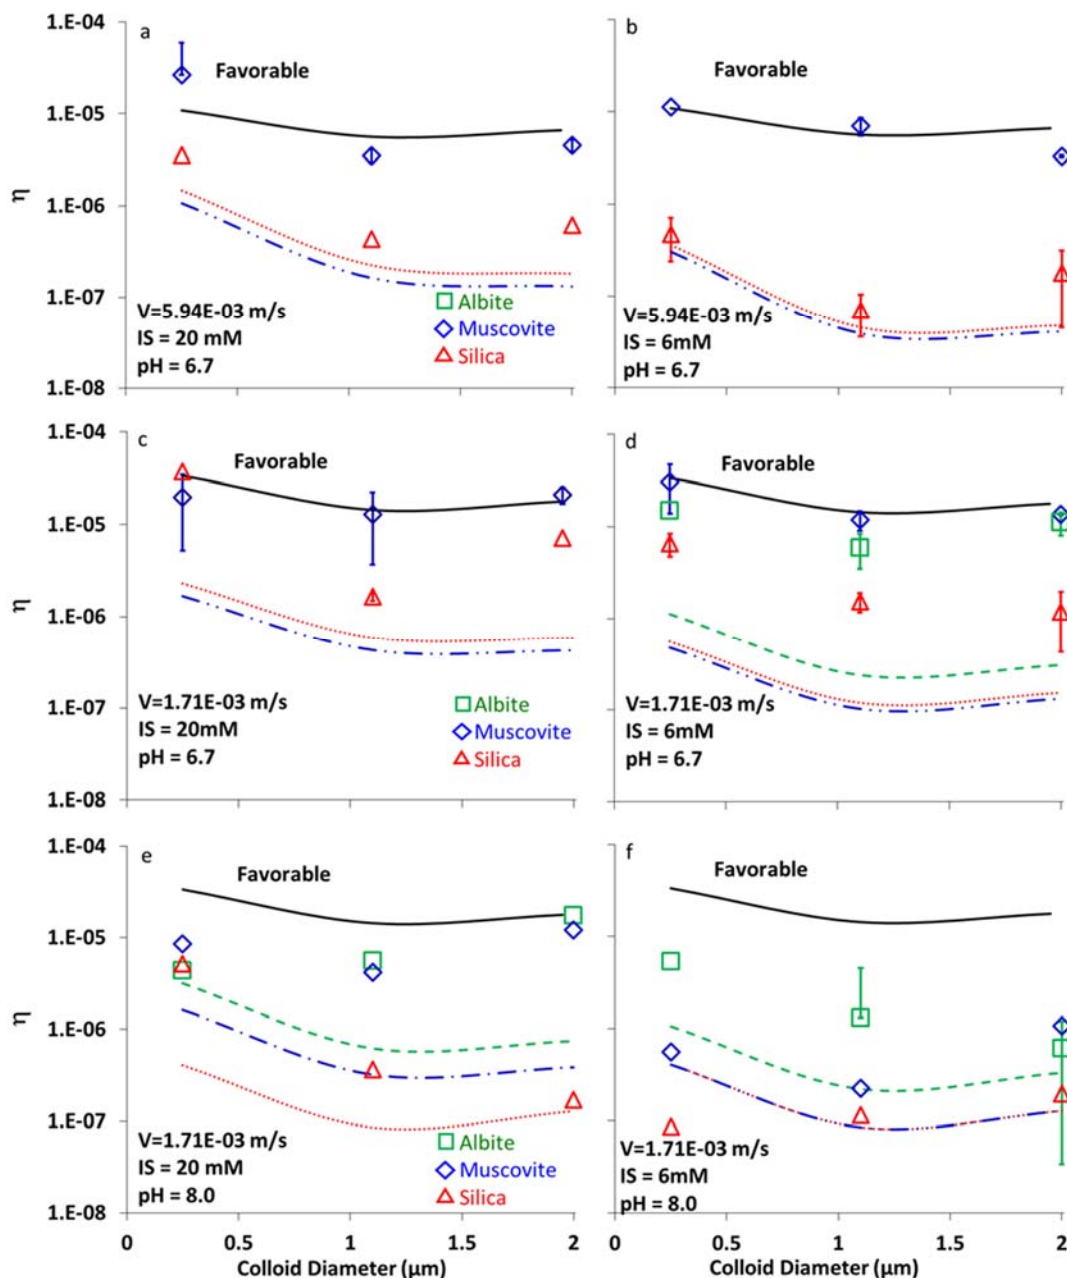 a
b
1.E-04
1.E-05
1.E-06
1.E-07
1.E-08
η
Favorable
Favorable
V=5.94E-03 m/s
IS = 20 mM
pH = 6.7
Albite
Muscovite
Silica
V=5.94E-03 m/s
IS = 6mM
pH = 6.7
c
d
1.E-04
1.E-05
1.E-06
1.E-07
1.E-08
η
Favorable
Favorable
V=1.71E-03 m/s
IS = 20mM
pH = 6.7
Albite
Muscovite
Silica
V=1.71E-03 m/s
IS = 6mM
pH = 6.7
e
f
1.E-04
1.E-05
1.E-06
1.E-07
1.E-08
η
Favorable
Favorable
V=1.71E-03 m/s
IS = 20 mM
pH = 8.0
Albite
Muscovite
Silica
V=1.71E-03 m/s
IS = 6mM
pH = 8.0
0 0.5 1 1.5 2
0 0.5 1 1.5 2
Colloid Diameter (µm)
Colloid Diameter (µm)